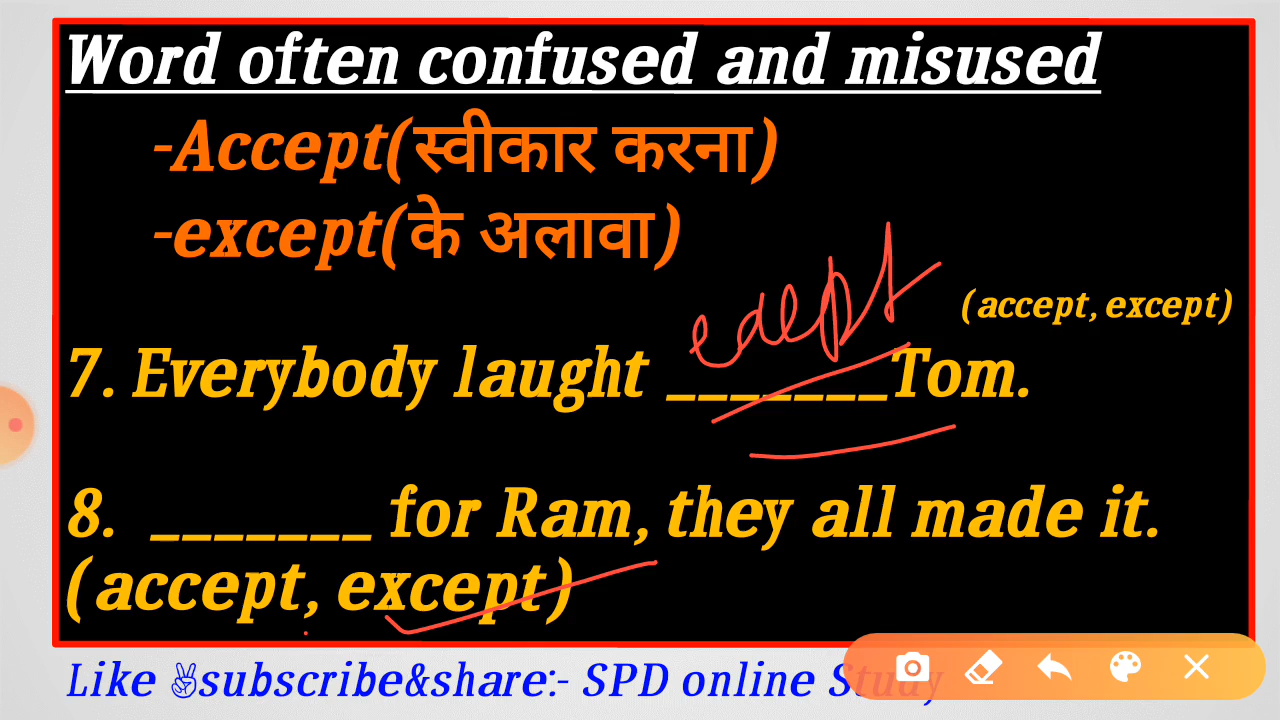 Word often confused and misused
-Accept(स्वीकार करना)
-except(के अलावा)
(accept, except)
7. Everybody laught _______Tom.
8. _______ for Ram, they all made it.
(accept, except)
Like ✌subscribe&share:- SPD online Study